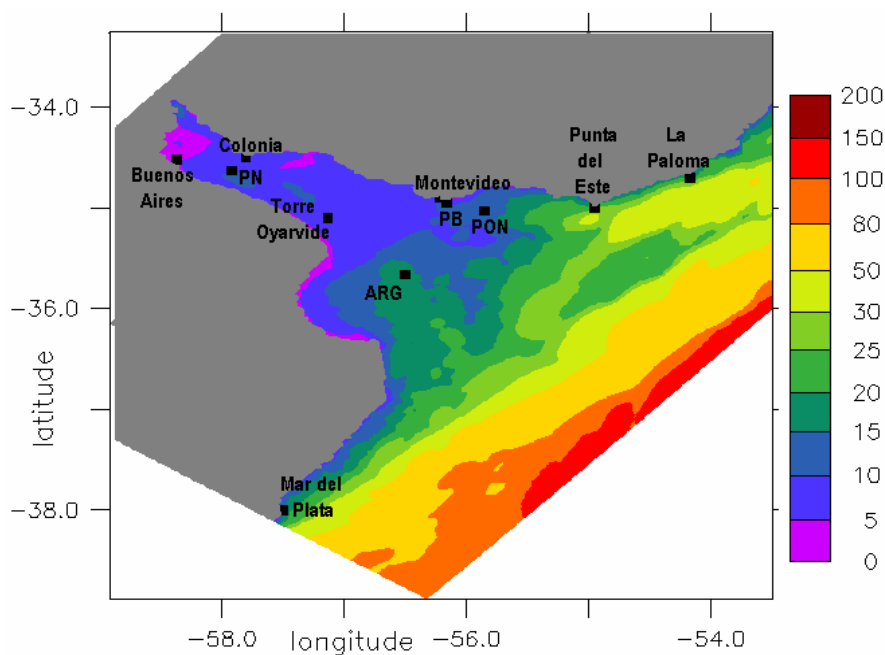 -34.0
-36.0
-38.0
latitude
Colonia
PN
Buenos
Aires
Torre
Oyarvide
Montevideo
PB
PON
ARG
Punta
del
Este
La
Paloma
Mar del
Plata
200
150
100
80
50
30
20
15
10
5
0
-58.0
longitude
-56.0
-54.0